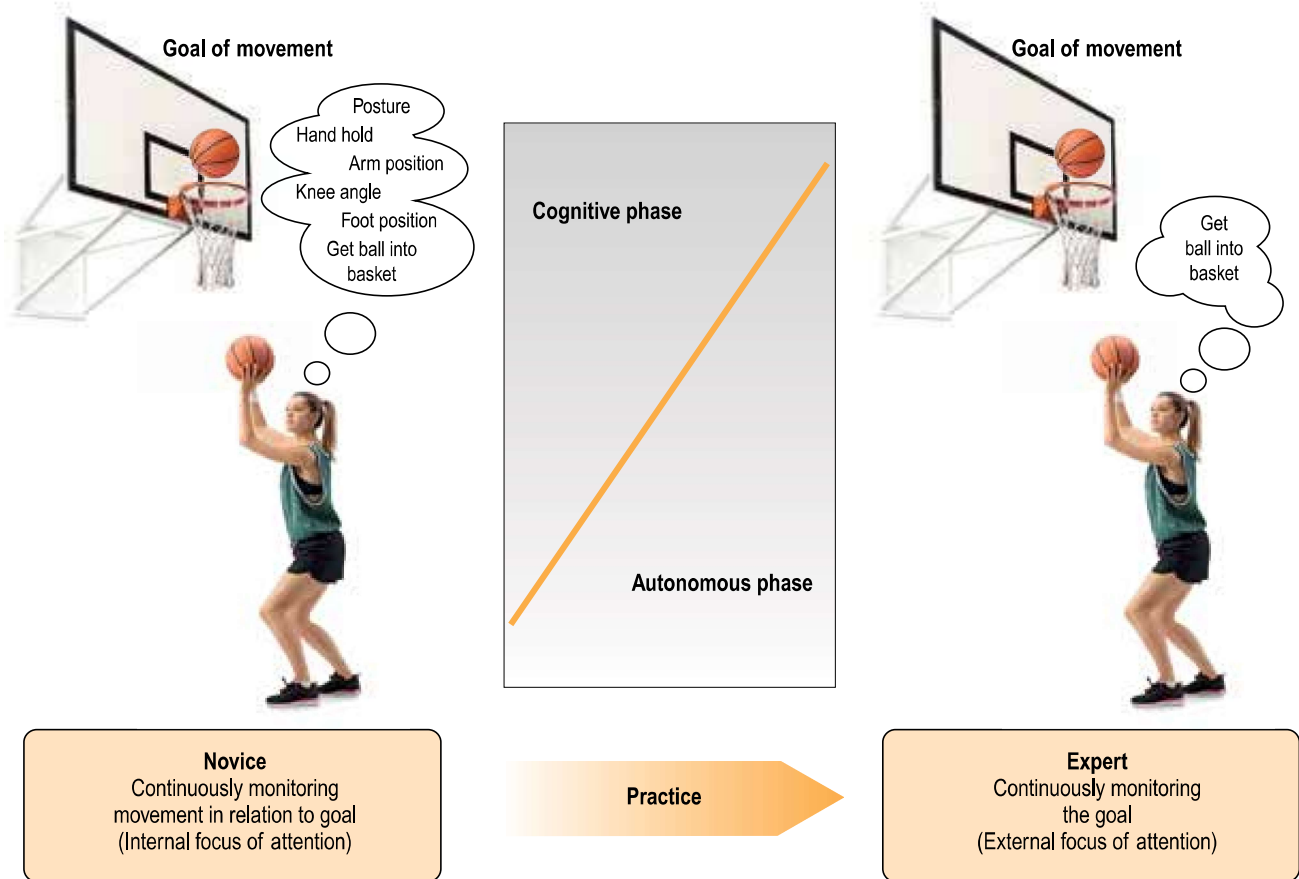 Goal of movement
Posture
Hand hold
Arm position
Knee angle
Foot position
Get ball into
basket
Cognitive phase
Autonomous phase
Goal of movement
Get
ball into
basket
Novice
Continuously monitoring
movement in relation to goal
(Internal focus of attention)
Practice
Expert
Continuously monitoring
the goal
(External focus of attention)